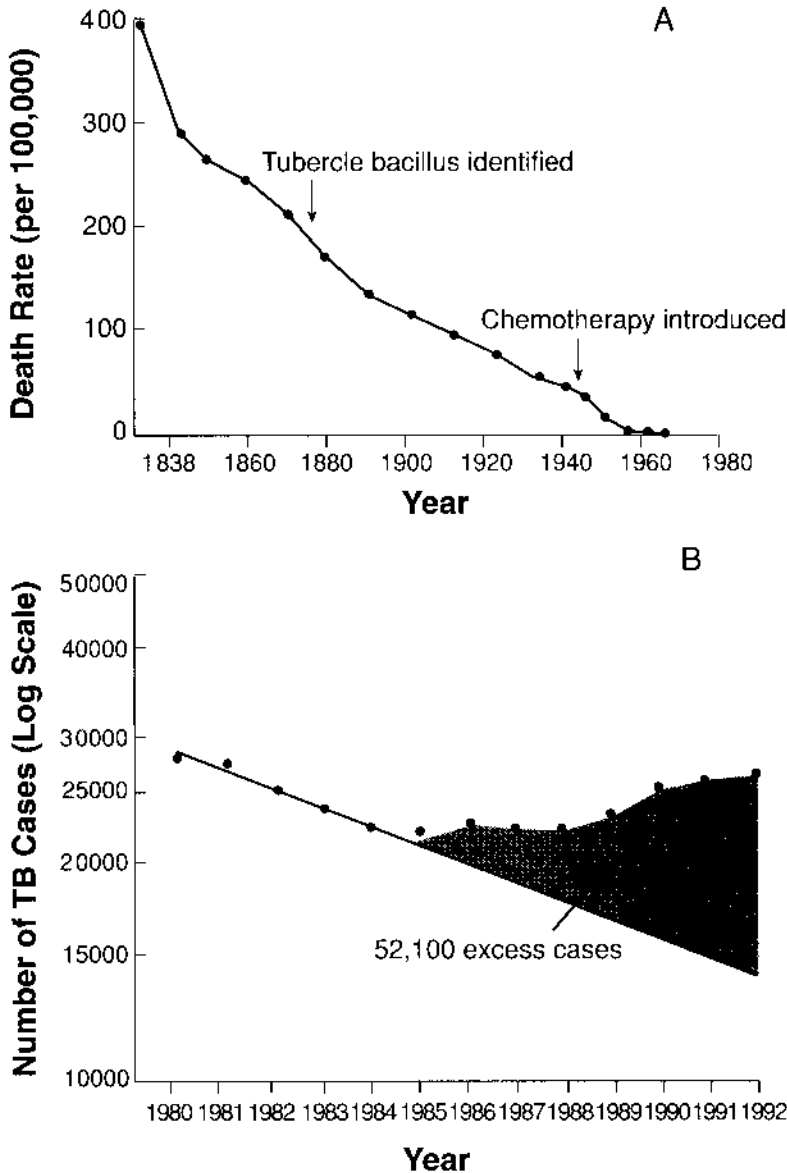 A
Death Rate (per 100,000)
400
300
200
100
0
Tubercle bacillus identified
Chemotherapy introduced
1838 1860 1880 1900 1920 1940 1960 1980
Year
B
Number of TB Cases (Log Scale)
50000
40000
30000
25000
20000
15000
10000
52,100 excess cases
1980 1981 1982 1983 1984 1985 1986 1987 1988 1989 1990 1991 1992
Year